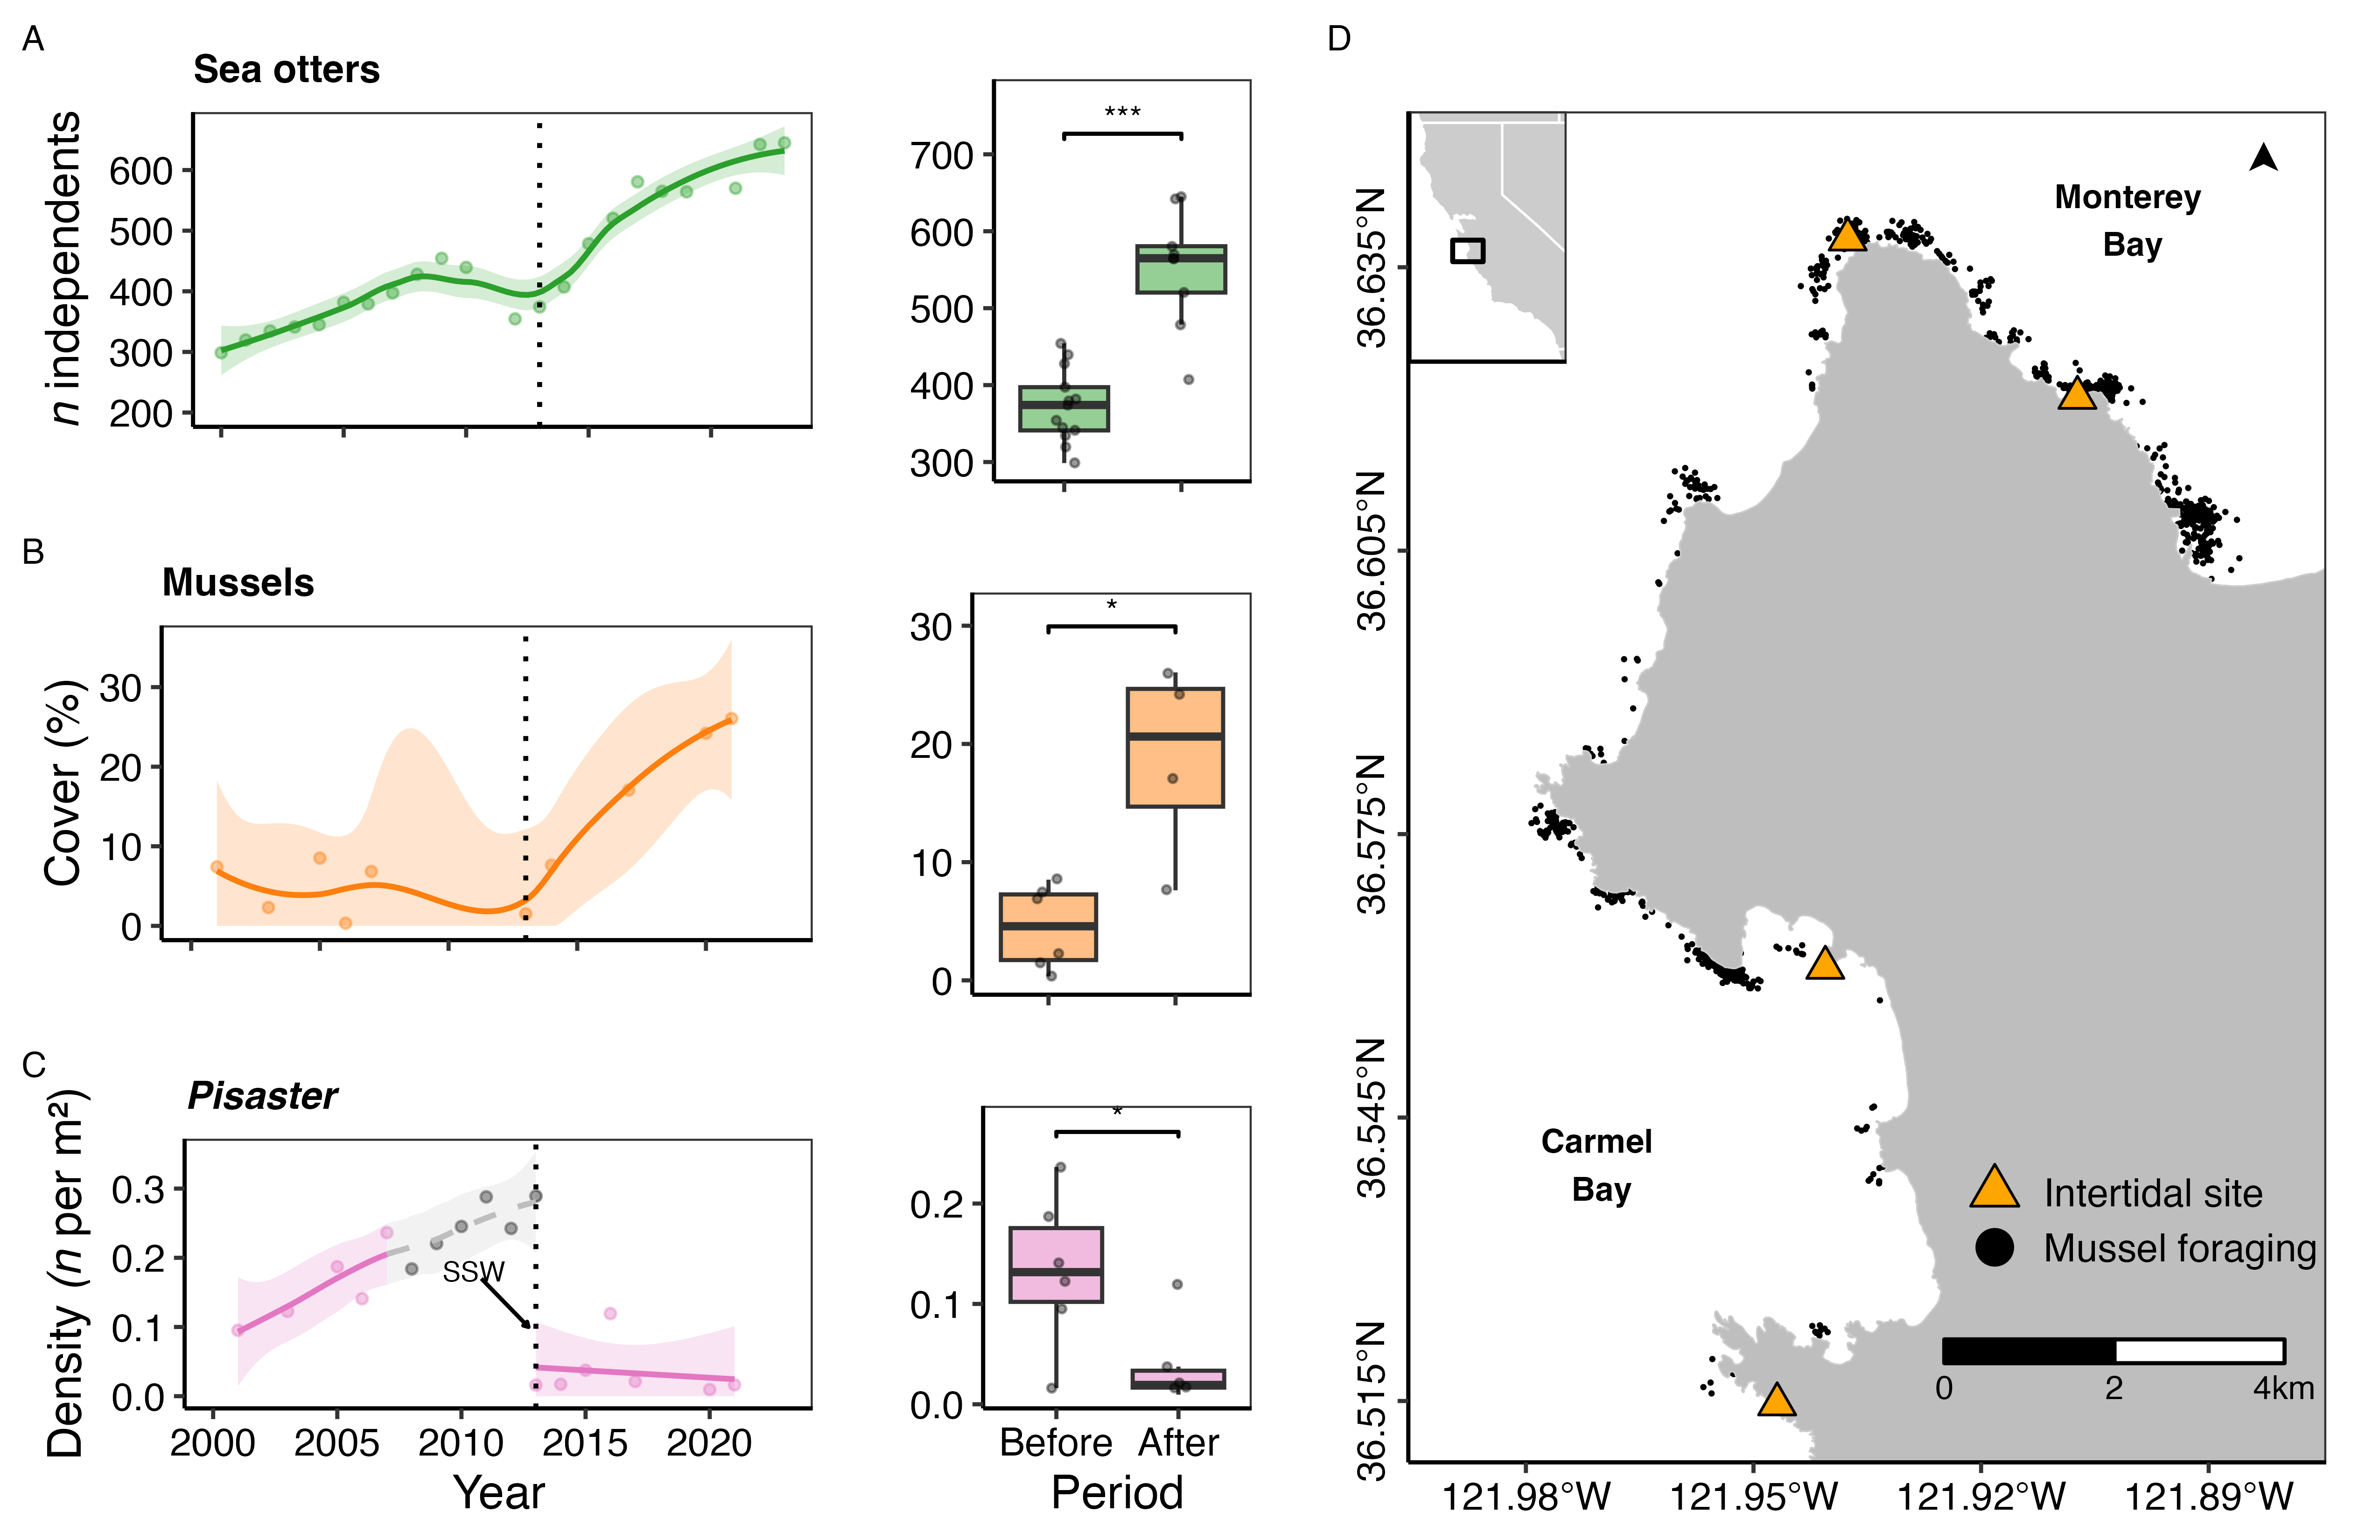 A
Sea otters
n independents
600
500
400
300
200
***
700
600
500
400
300
B
Mussels
Cover (%)
30
20
10
0
*
30
20
10
0
C
Pisaster
Density (n per m²)
0.3
0.2
0.1
0.0
SSW
2000 2005 2010 2015 2020
Year
*
0.2
0.1
0.0
Before After
Period
D
Monterey
Bay
36.635°N
36.605°N
36.575°N
36.545°N
36.515°N
Carmel
Bay
Intertidal site
Mussel foraging
0 2 4km
121.98°W 121.95°W 121.92°W 121.89°W